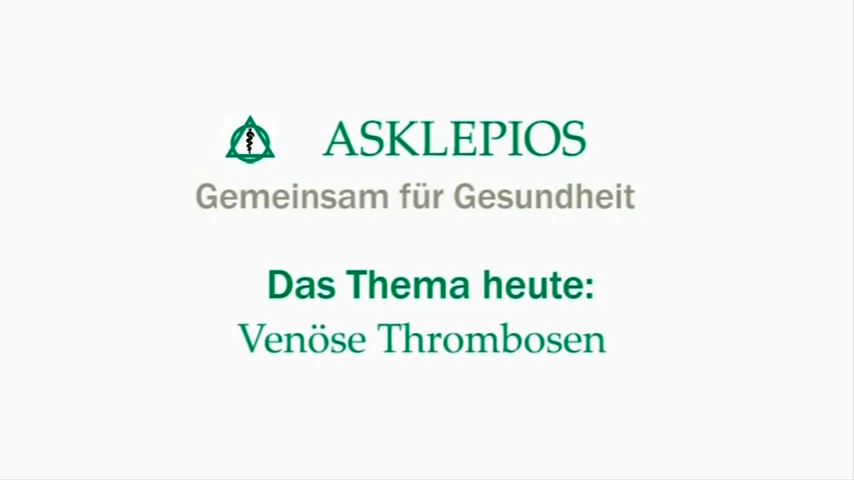 ASKLEPIOS
Gemeinsam für Gesundheit
Das Thema heute:
Venöse Thrombosen